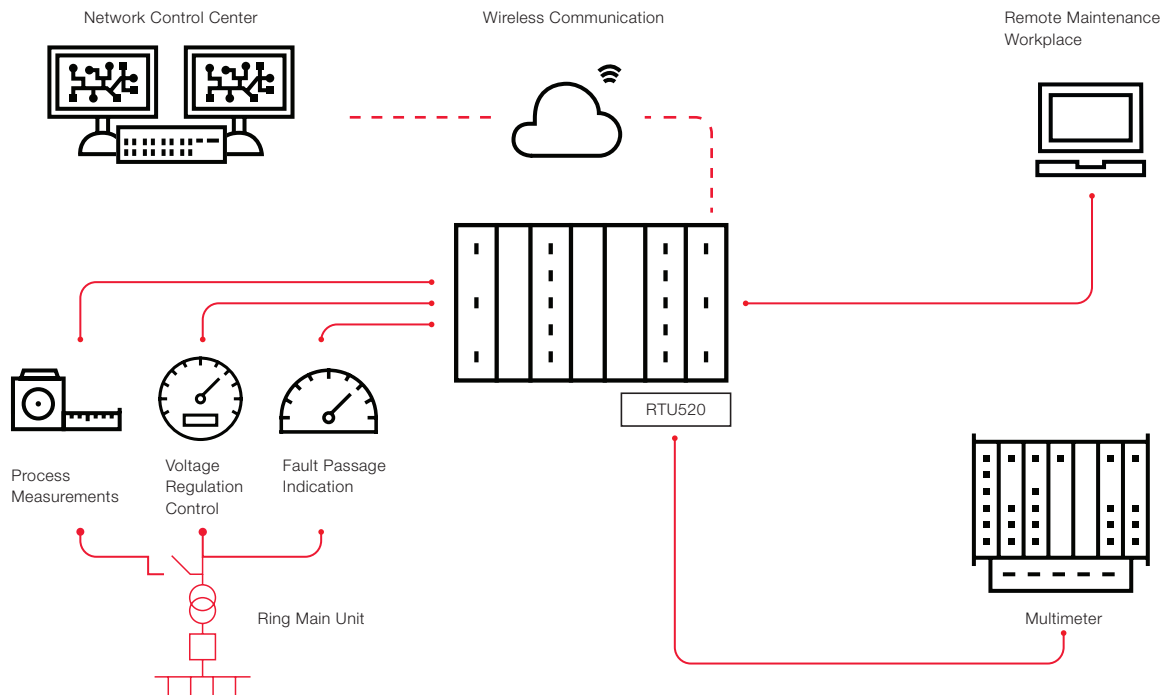 Network Control Center
Wireless Communication
Remote Maintenance
Workplace
RTU520
Process
Measurements
Voltage
Regulation
Control
Fault Passage
Indication
Ring Main Unit
Multimeter